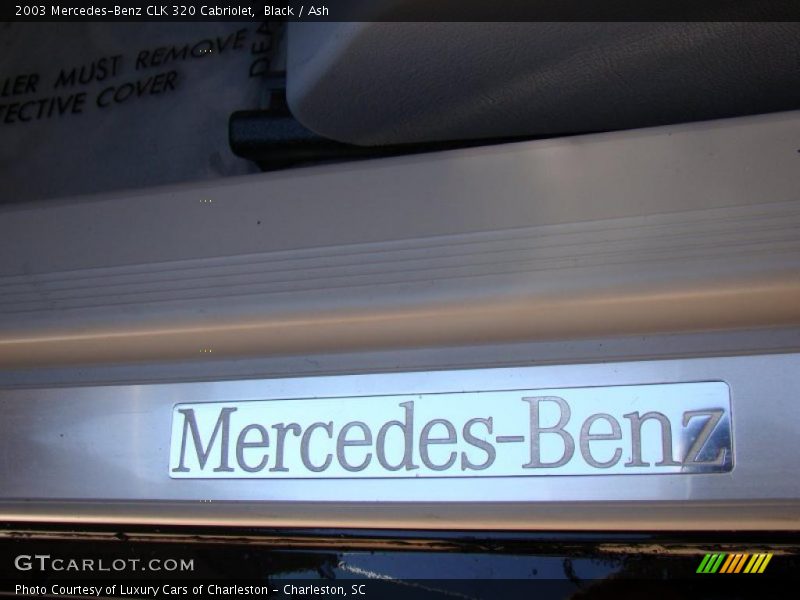 2003 Mercedes-Benz CLK 320 Cabriolet, Black / Ash
LER MUST REMOVE
TECTIVE COVER
DEA
Mercedes-Benz
GTCARLOT.COM
Photo Courtesy of Luxury Cars of Charleston - Charleston, SC